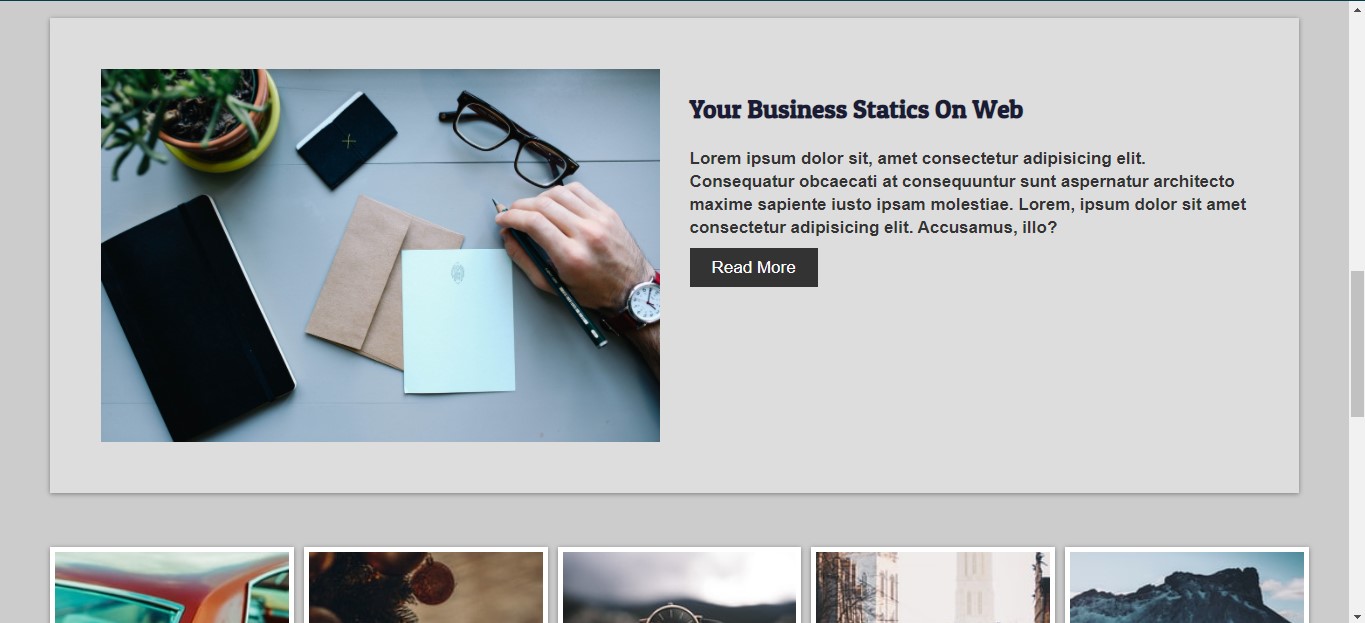 Your Business Statics On Web
Lorem ipsum dolor sit, amet consectetur adipisicing elit.
Consequatur obcaecati at consequuntur sunt aspernatur architecto
maxime sapiente iusto ipsam molestiae. Lorem, ipsum dolor sit amet
consectetur adipisicing elit. Accusamus, illo?
Read More